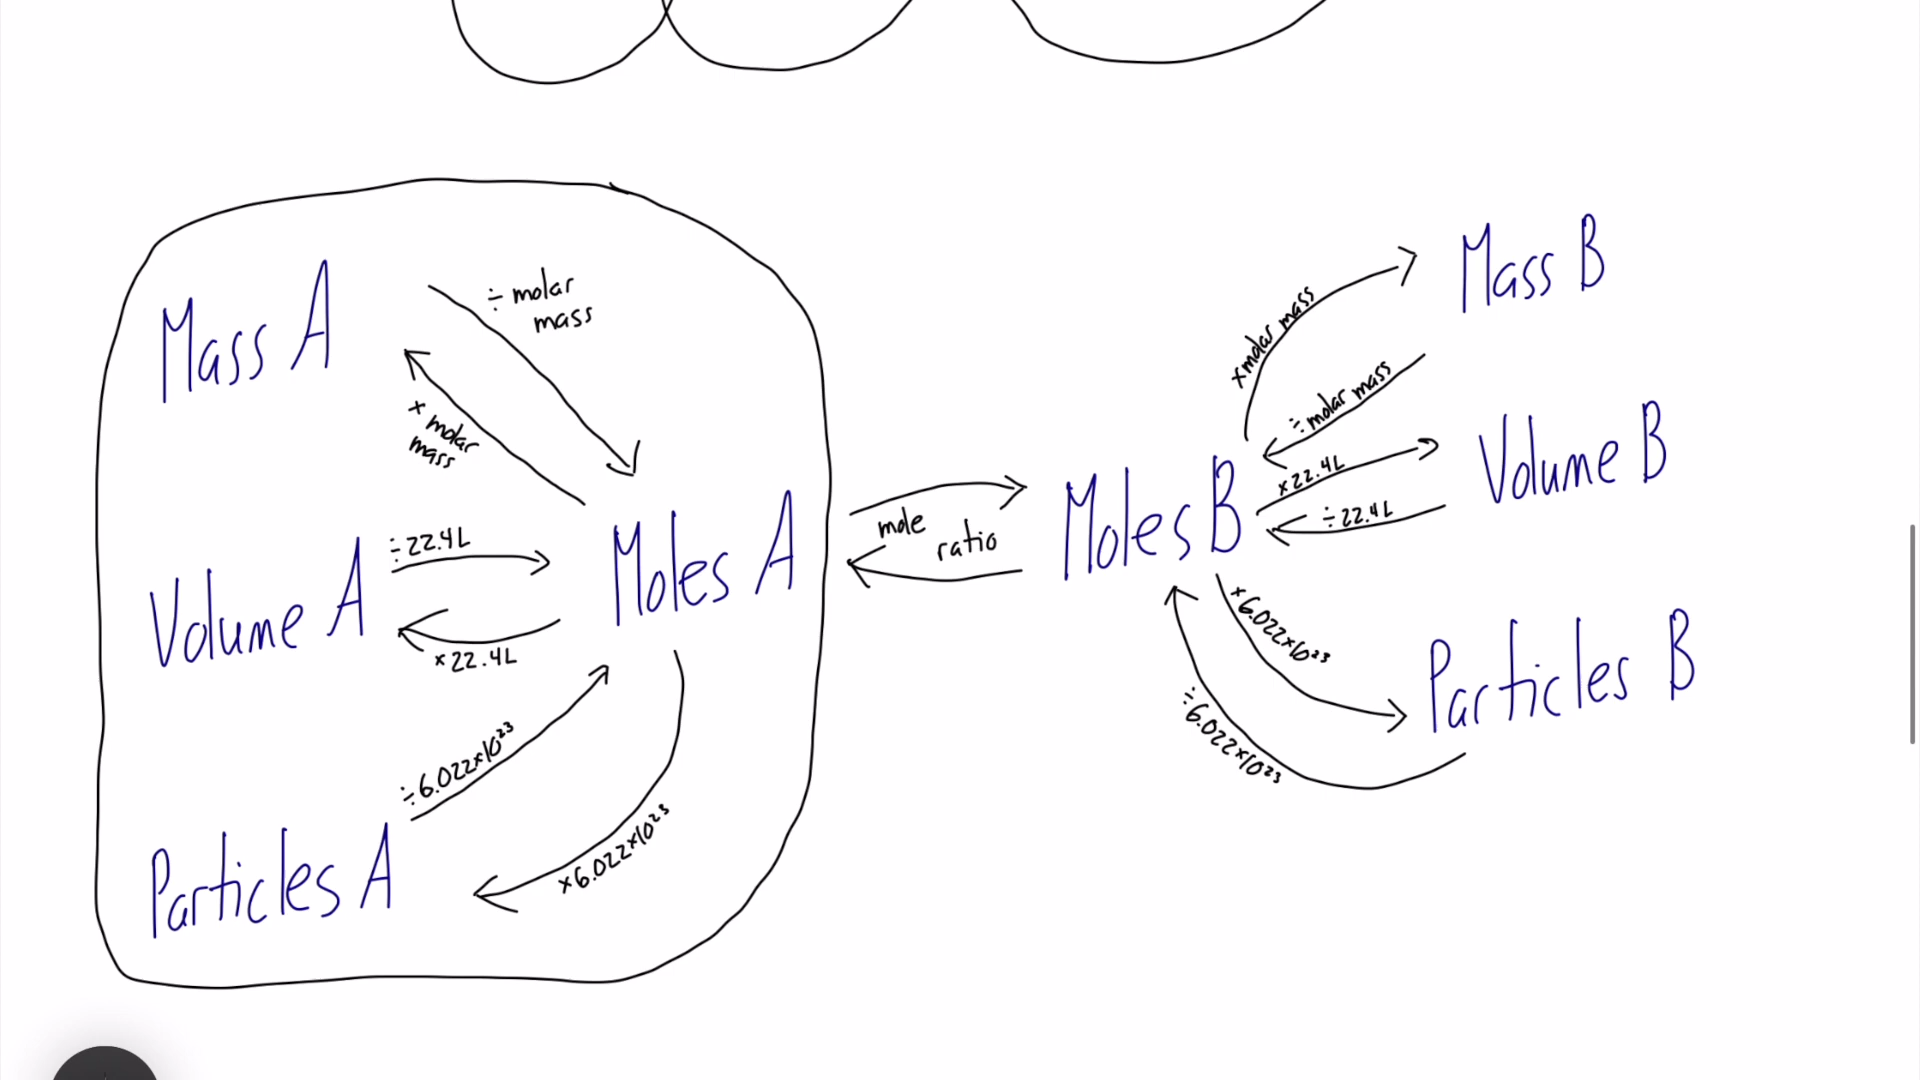 Mass A
÷ molar
mass
× molar
mass
Volume A
÷22.4L
×22.4L
Moles A
÷6.022×10²³
×6.022×10²³
Particles A
mole
ratio
Moles B
×molar mass
÷molar mass
Mass B
×22.4L
÷22.4L
Volume B
×6.022×10²³
÷6.022×10²³
Particles B